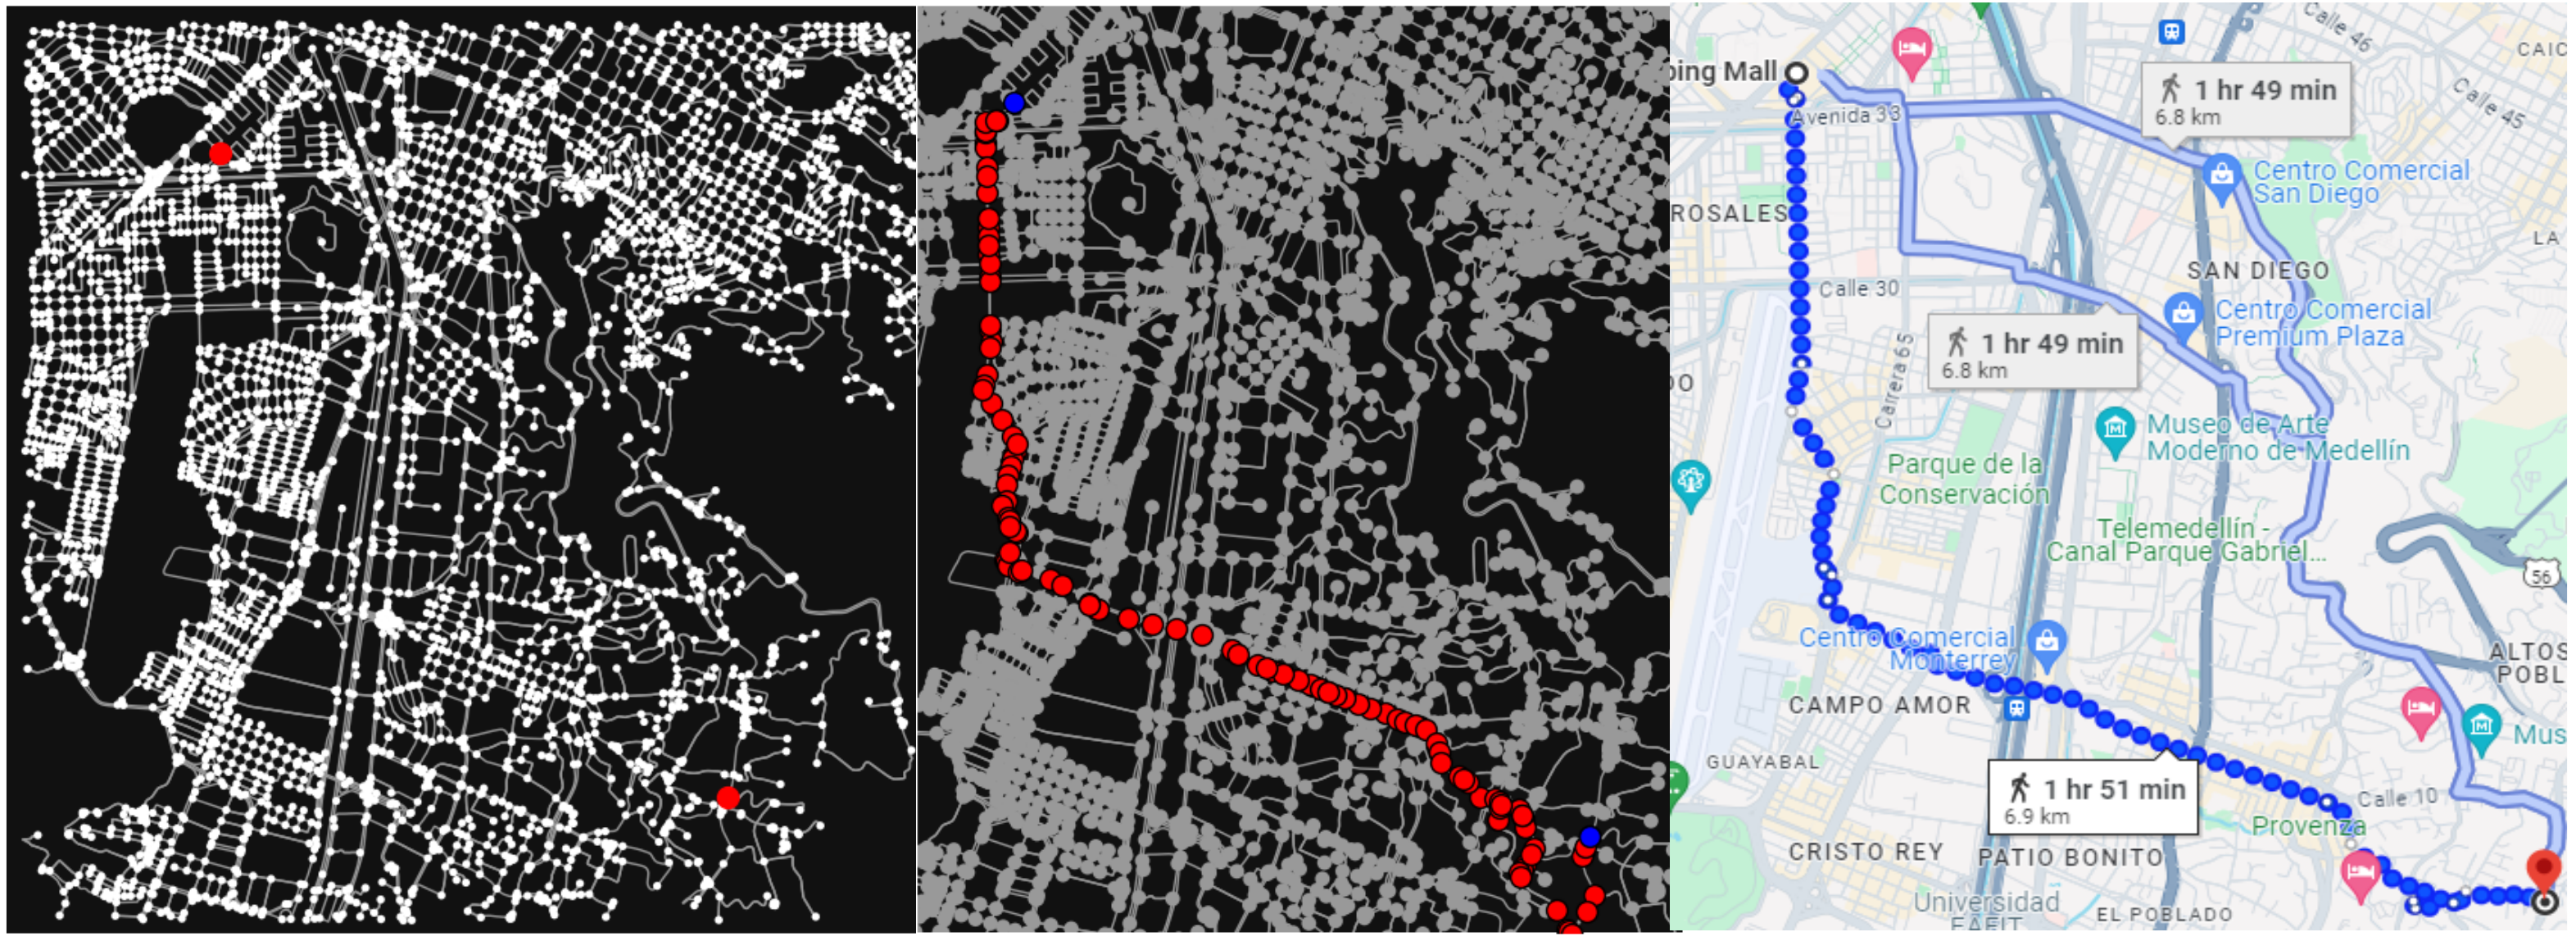 Calle 46
CAIC
ping Mall
1 hr 49 min
6.8 km
Calle 45
Avenida 33
Centro Comercial
San Diego
ROSALES
LA
SAN DIEGO
Calle 30
Centro Comercial
Premium Plaza
1 hr 49 min
6.8 km
Carrera 65
DO
Museo de Arte
Moderno de Medellín
Parque de la
Conservación
Telemedellín -
Canal Parque Gabriel...
56
Centro Comercial
Monterrey
ALTOS
POBL
CAMPO AMOR
Mus
GUAYABAL
1 hr 51 min
6.9 km
Calle 10
Provenza
CRISTO REY
PATIO BONITO
Universidad
EAFIT
EL POBLADO